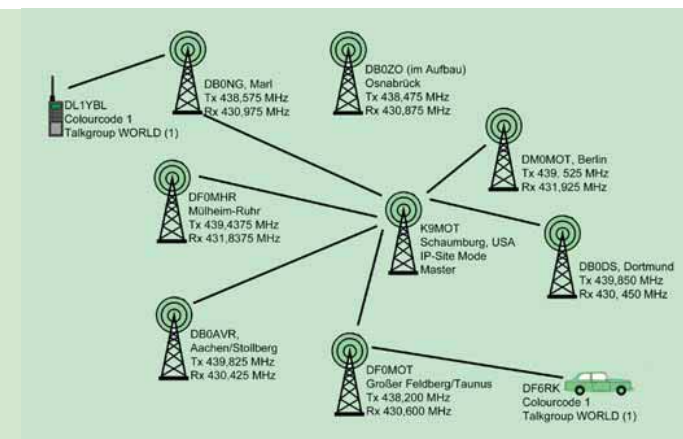 DB0NG, Marl
Tx 438,575 MHz
Rx 430,975 MHz
DB0ZO (im Aufbau)
Osnabrück
Tx 438,475 MHz
Rx 430,875 MHz
DL1YBL
Colourcode 1
Talkgroup WORLD (1)
DM0MOT, Berlin
Tx 439, 525 MHz
Rx 431,925 MHz
DF0MHR
Mülheim-Ruhr
Tx 439,4375 MHz
Rx 431,8375 MHz
K9MOT
Schaumburg, USA
IP-Site Mode
Master
DB0DS, Dortmund
Tx 439,850 MHz
Rx 430, 450 MHz
DB0AVR,
Aachen/Stollberg
Tx 439,825 MHz
Rx 430,425 MHz
DF0MOT
Großer Feldberg/Taunus
Tx 438,200 MHz
Rx 430,600 MHz
DF6RK
Colourcode 1
Talkgroup WORLD (1)